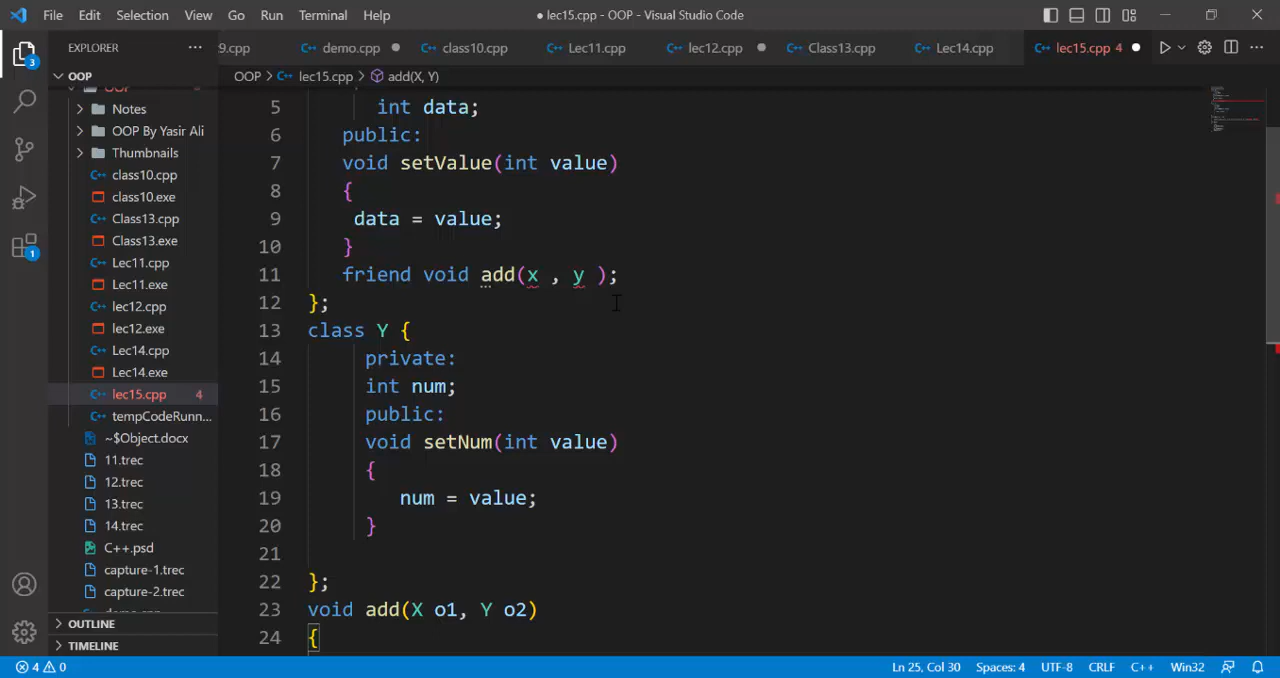 File Edit Selection View Go Run Terminal Help
● lec15.cpp - OOP - Visual Studio Code
EXPLORER
9.cpp demo.cpp class10.cpp Lec11.cpp lec12.cpp Class13.cpp Lec14.cpp lec15.cpp 4
OOP > lec15.cpp > add(X, Y)
3
OOP
Notes
OOP By Yasir Ali
Thumbnails
class10.cpp
class10.exe
Class13.cpp
Class13.exe
Lec11.cpp
Lec11.exe
lec12.cpp
lec12.exe
Lec14.cpp
Lec14.exe
lec15.cpp 4
tempCodeRunn...
~$Object.docx
11.trec
12.trec
13.trec
14.trec
C++.psd
capture-1.trec
capture-2.trec
OUTLINE
TIMELINE
1
5 int data;
6 public:
7 void setValue(int value)
8 {
9 data = value;
10 }
11 friend void add(x , y );
12 };
13 class Y {
14 private:
15 int num;
16 public:
17 void setNum(int value)
18 {
19 num = value;
20 }
21
22 };
23 void add(X o1, Y o2)
24 {
4 0
Ln 25, Col 30 Spaces: 4 UTF-8 CRLF C++ Win32